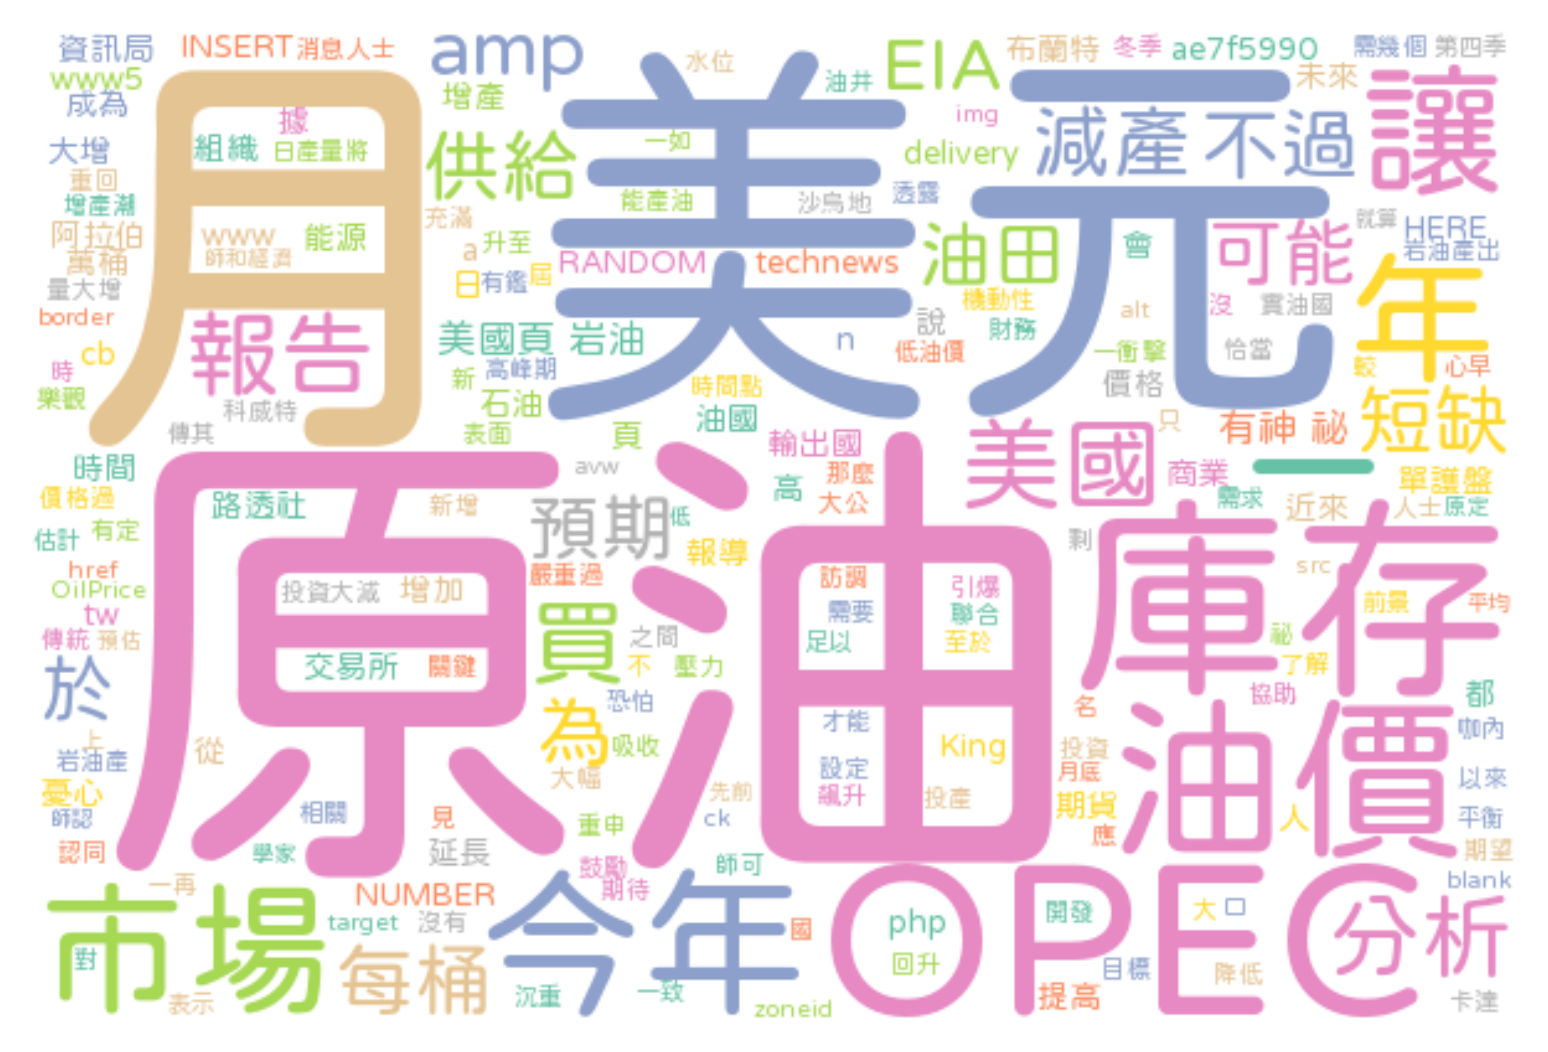 資訊局 INSERT 消息人士 amp 水位 油井 EIA 布蘭特 冬季 ae7f5990 需幾個 第四季
www5 成為 據 增產 月 美 元 img 未來 讓
大增 組織 日產量將 供給 一如 delivery 減產 不過
重回 增產潮 能產油 沙烏地 透露 就算 HERE
阿拉伯 www 能源 充滿 a 升至 油田 會 可能 岩油產出
萬桶 師和經濟 日 有鑑 屆 RANDOM technews 機動性 沒 實油國 年
量大增 border 報告 美國頁 岩油 n 說 財務 alt
cb 時 新 高峰期 低油價 一衝擊 恰當 較 心早
樂觀 科威特 石油 時間點 價格 短缺
傳其 表面 頁 油國 輸出國 只 有神 祕
時間 avw 高 那麼 美國 商業 一 單護盤
價格過 路透社 新增 預期 低 大公 需求 近來 人士 原定
估計 有定 原 油 報導 剩 庫存
href 嚴重過 訪調 引爆 src
OilPrice 投資大減 增加 買 需要 聯合 前景 平均
tw 傳統 預估 之間 足以 至於 祕
於 交易所 關鍵 不 壓力 了解
恐怕 名 協助 都
上 岩油產 從 為 吸收 才能 King 投資 油價 咖內
憂心 大幅 設定 月底 以來
師認 相關 見 先前 飆升 投產 期貨 人 平衡
認同 學家 延長 重申 ck 應 期望
一再 鼓勵 師可 blank
市場 NUMBER 今年 期待 OPEC 分析
對 target 沒有 國 php 開發 大 口
每桶 回升 目標 降低
表示 沉重 一致 zoneid 提高 卡達